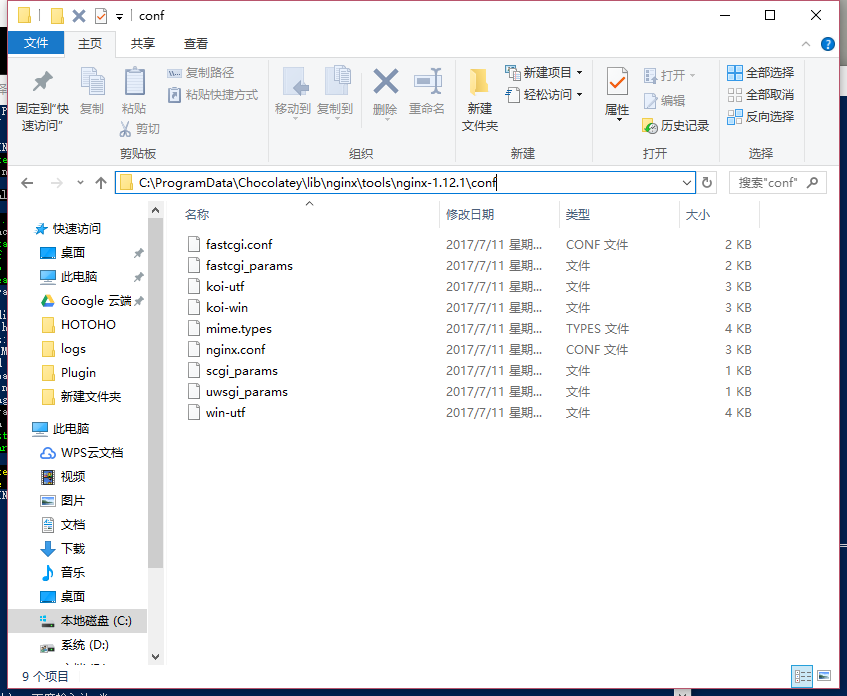 conf
文件 主页 共享 查看
固定到"快速访问"
复制
粘贴
复制路径
粘贴快捷方式
剪切
剪贴板
移动到
复制到
删除
重命名
组织
新建文件夹
新建项目
轻松访问
新建
属性
打开
编辑
历史记录
打开
全部选择
全部取消
反向选择
选择
C:\ProgramData\Chocolatey\lib\nginx\tools\nginx-1.12.1\conf
搜索"conf"
快速访问
桌面
此电脑
Google 云端
HOTOHO
logs
Plugin
新建文件夹
此电脑
WPS云文档
视频
图片
文档
下载
音乐
桌面
本地磁盘 (C:)
系统 (D:)
名称 修改日期 类型 大小
fastcgi.conf 2017/7/11 星期... CONF 文件 2 KB
fastcgi_params 2017/7/11 星期... 文件 2 KB
koi-utf 2017/7/11 星期... 文件 3 KB
koi-win 2017/7/11 星期... 文件 3 KB
mime.types 2017/7/11 星期... TYPES 文件 4 KB
nginx.conf 2017/7/11 星期... CONF 文件 3 KB
scgi_params 2017/7/11 星期... 文件 1 KB
uwsgi_params 2017/7/11 星期... 文件 1 KB
win-utf 2017/7/11 星期... 文件 4 KB
9 个项目